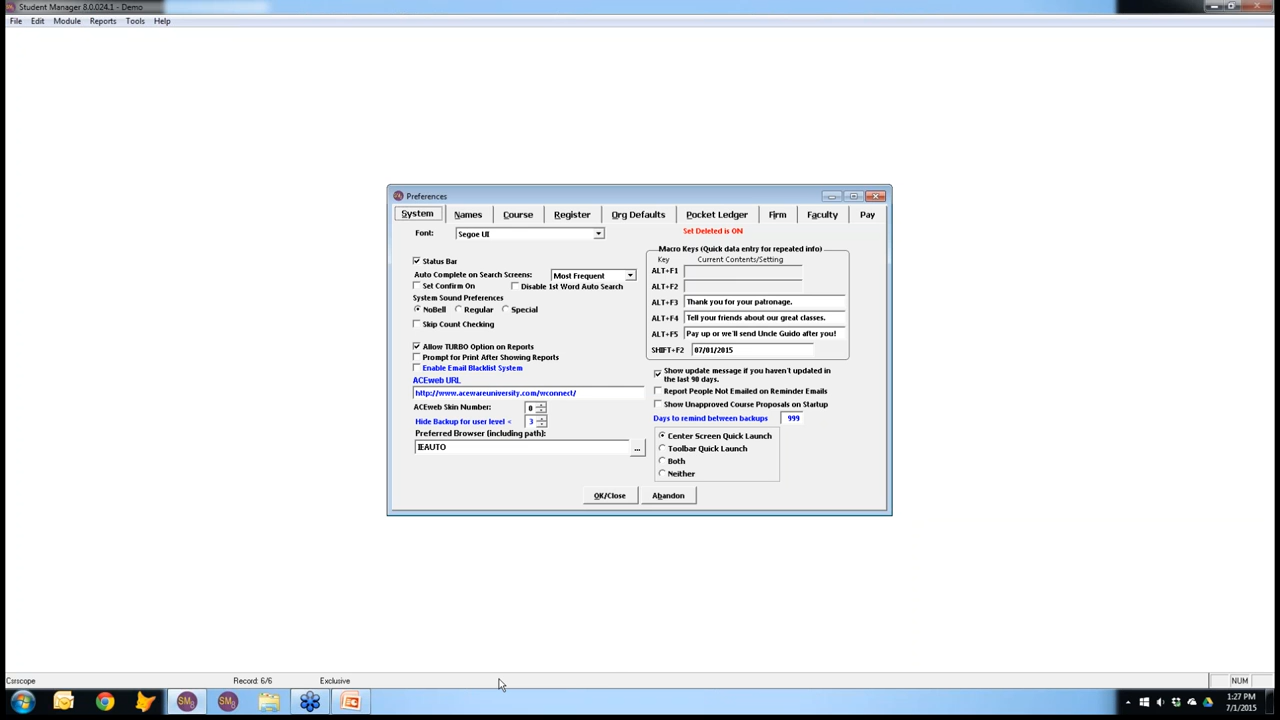 Student Manager 8.0.024.1 - Demo
File Edit Module Reports Tools Help
Preferences
System Names Course Register Org Defaults Pocket Ledger Firm Faculty Pay
Font: Segoe UI
Set Deleted is ON
Status Bar
Auto Complete on Search Screens: Most Frequent
Set Confirm On Disable 1st Word Auto Search
System Sound Preferences
NoBell Regular Special
Skip Count Checking
Allow TURBO Option on Reports
Prompt for Print After Showing Reports
Enable Email Blacklist System
ACEweb URL
http://www.acewareuniversity.com/wconnect/
ACEweb Skin Number: 0
Hide Backup for user level < 3
Preferred Browser (including path):
IEAUTO ...
Macro Keys (Quick data entry for repeated info)
Key Current Contents/Setting
ALT+F1
ALT+F2
ALT+F3 Thank you for your patronage.
ALT+F4 Tell your friends about our great classes.
ALT+F5 Pay up or we'll send Uncle Guido after you!
SHIFT+F2 07/01/2015
Show update message if you haven't updated in
the last 90 days.
Report People Not Emailed on Reminder Emails
Show Unapproved Course Proposals on Startup
Days to remind between backups 999
Center Screen Quick Launch
Toolbar Quick Launch
Both
Neither
OK/Close Abandon
Csrscope Record: 6/6 Exclusive NUM
SM8 SM8
1:27 PM
7/1/2015